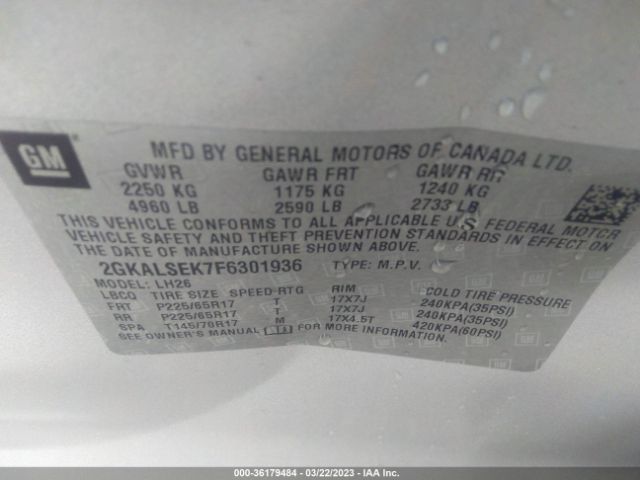 GM
MFD BY GENERAL MOTORS OF CANADA LTD.
GVWR GAWR FRT GAWR RR
2250 KG 1175 KG 1240 KG
4960 LB 2590 LB 2733 LB
THIS VEHICLE CONFORMS TO ALL APPLICABLE U.S. FEDERAL MOTOR
VEHICLE SAFETY AND THEFT PREVENTION STANDARDS IN EFFECT ON
THE DATE OF MANUFACTURE SHOWN ABOVE.
2GKALSEK7F6301936 TYPE: M.P.V.
MODEL: LH26
LBCQ TIRE SIZE SPEED-RTG RIM COLD TIRE PRESSURE
FRT P225/65R17 T 17X7J 240KPA(35PSI)
RR P225/65R17 T 17X7J 240KPA(35PSI)
SPA T145/70R17 M 17X4.5T 420KPA(60PSI)
SEE OWNER'S MANUAL FOR MORE INFORMATION.
000-36179484 - 03/22/2023 - IAA Inc.